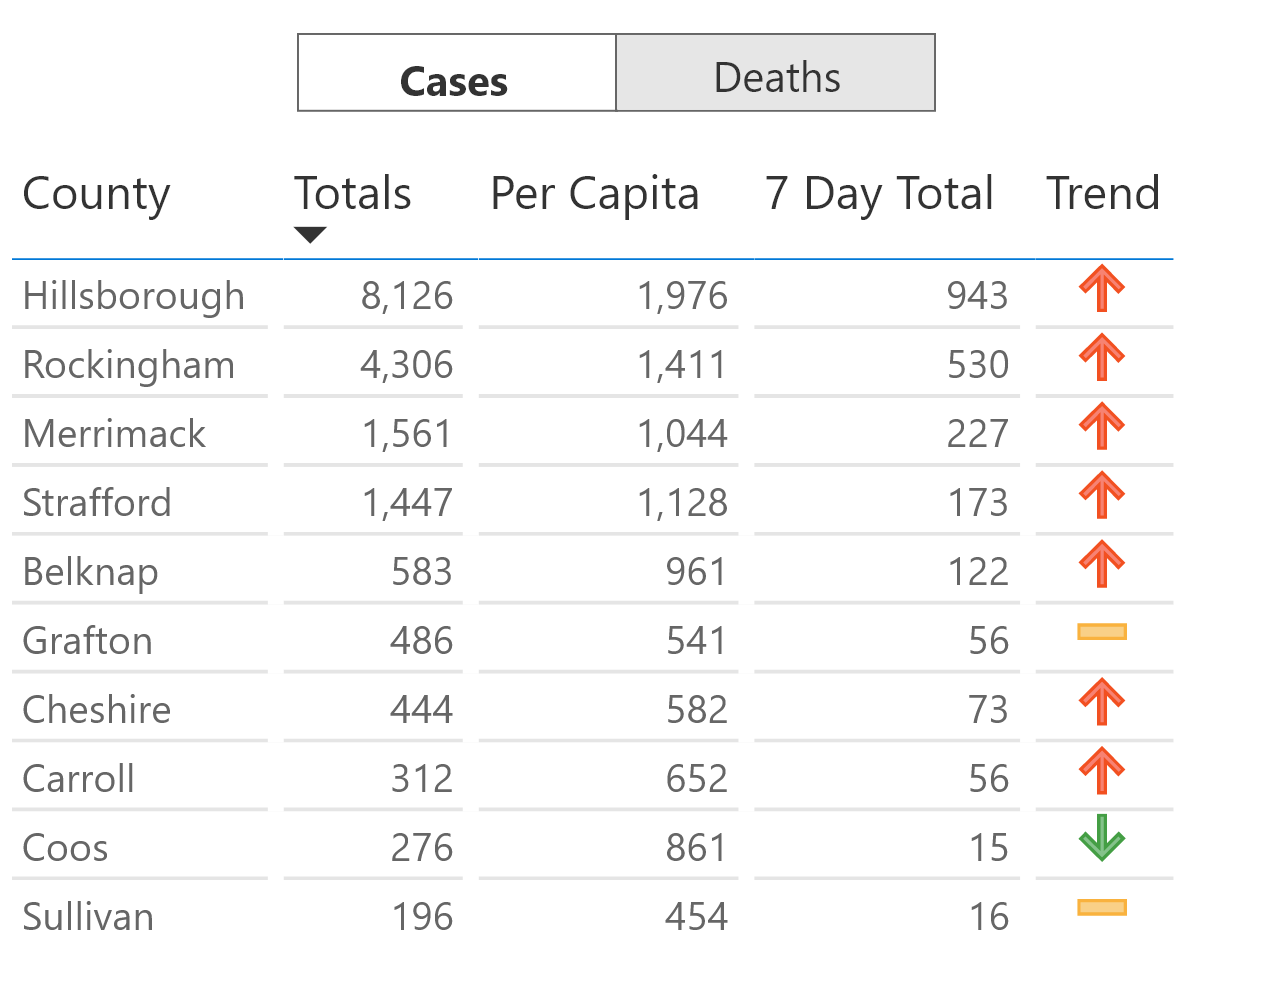 Cases Deaths
County Totals Per Capita 7 Day Total Trend
Hillsborough 8,126 1,976 943
Rockingham 4,306 1,411 530
Merrimack 1,561 1,044 227
Strafford 1,447 1,128 173
Belknap 583 961 122
Grafton 486 541 56
Cheshire 444 582 73
Carroll 312 652 56
Coos 276 861 15
Sullivan 196 454 16